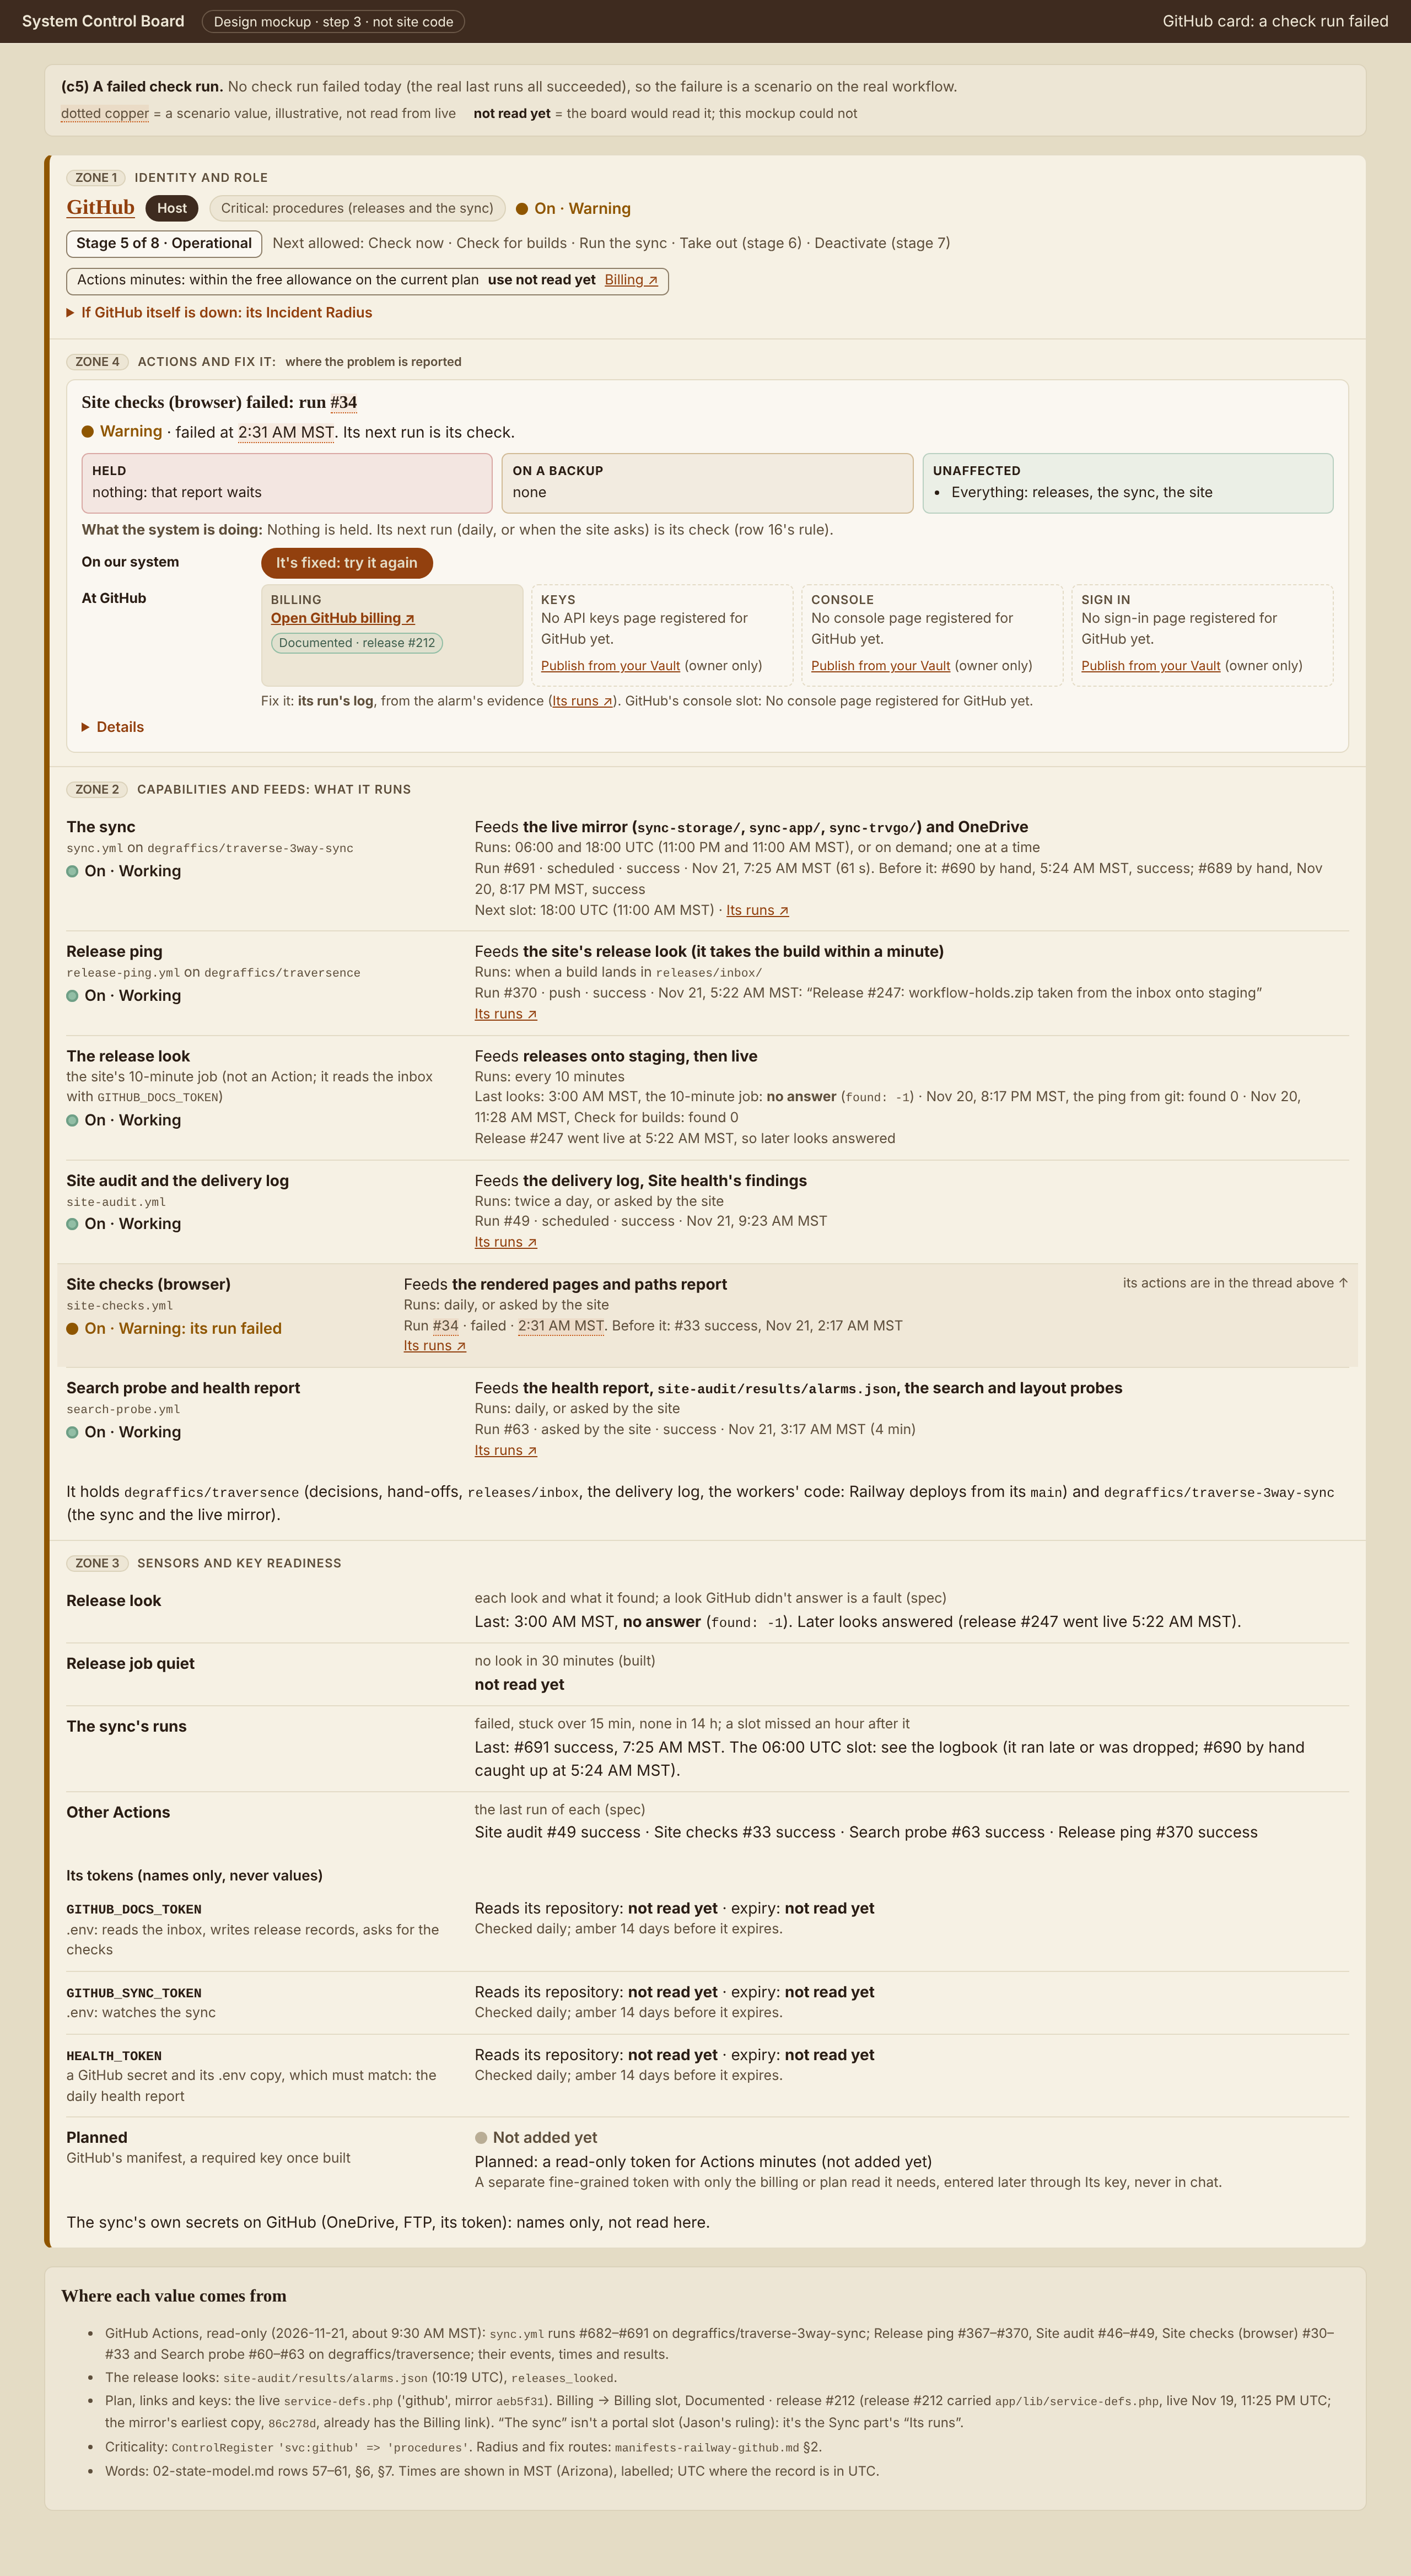 System Control Board
Design mockup · step 3 · not site code
GitHub card: a check run failed
(c5) A failed check run. No check run failed today (the real last runs all succeeded), so the failure is a scenario on the real workflow.
dotted copper = a scenario value, illustrative, not read from live not read yet = the board would read it; this mockup could not
ZONE 1 IDENTITY AND ROLE
GitHub Host Critical: procedures (releases and the sync) On · Warning
Stage 5 of 8 · Operational Next allowed: Check now · Check for builds · Run the sync · Take out (stage 6) · Deactivate (stage 7)
Actions minutes: within the free allowance on the current plan use not read yet Billing ↗
▶ If GitHub itself is down: its Incident Radius
ZONE 4 ACTIONS AND FIX IT: where the problem is reported
Site checks (browser) failed: run #34
Warning · failed at 2:31 AM MST. Its next run is its check.
HELD
nothing: that report waits
ON A BACKUP
none
UNAFFECTED
• Everything: releases, the sync, the site
What the system is doing: Nothing is held. Its next run (daily, or when the site asks) is its check (row 16's rule).
On our system It's fixed: try it again
At GitHub
BILLING
Open GitHub billing ↗
Documented · release #212
KEYS
No API keys page registered for
GitHub yet.
Publish from your Vault (owner only)
CONSOLE
No console page registered for
GitHub yet.
Publish from your Vault (owner only)
SIGN IN
No sign-in page registered for
GitHub yet.
Publish from your Vault (owner only)
Fix it: its run's log, from the alarm's evidence (Its runs ↗). GitHub's console slot: No console page registered for GitHub yet.
▶ Details
ZONE 2 CAPABILITIES AND FEEDS: WHAT IT RUNS
The sync
sync.yml on degraffics/traverse-3way-sync
On · Working
Feeds the live mirror (sync-storage/, sync-app/, sync-trvgo/) and OneDrive
Runs: 06:00 and 18:00 UTC (11:00 PM and 11:00 AM MST), or on demand; one at a time
Run #691 · scheduled · success · Nov 21, 7:25 AM MST (61 s). Before it: #690 by hand, 5:24 AM MST, success; #689 by hand, Nov
20, 8:17 PM MST, success
Next slot: 18:00 UTC (11:00 AM MST) · Its runs ↗
Release ping
release-ping.yml on degraffics/traversence
On · Working
Feeds the site's release look (it takes the build within a minute)
Runs: when a build lands in releases/inbox/
Run #370 · push · success · Nov 21, 5:22 AM MST: “Release #247: workflow-holds.zip taken from the inbox onto staging”
Its runs ↗
The release look
the site's 10-minute job (not an Action; it reads the inbox
with GITHUB_DOCS_TOKEN)
On · Working
Feeds releases onto staging, then live
Runs: every 10 minutes
Last looks: 3:00 AM MST, the 10-minute job: no answer (found: -1) · Nov 20, 8:17 PM MST, the ping from git: found 0 · Nov 20,
11:28 AM MST, Check for builds: found 0
Release #247 went live at 5:22 AM MST, so later looks answered
Site audit and the delivery log
site-audit.yml
On · Working
Feeds the delivery log, Site health's findings
Runs: twice a day, or asked by the site
Run #49 · scheduled · success · Nov 21, 9:23 AM MST
Its runs ↗
Site checks (browser)
site-checks.yml
On · Warning: its run failed
Feeds the rendered pages and paths report
Runs: daily, or asked by the site
Run #34 · failed · 2:31 AM MST. Before it: #33 success, Nov 21, 2:17 AM MST
Its runs ↗
its actions are in the thread above ↑
Search probe and health report
search-probe.yml
On · Working
Feeds the health report, site-audit/results/alarms.json, the search and layout probes
Runs: daily, or asked by the site
Run #63 · asked by the site · success · Nov 21, 3:17 AM MST (4 min)
Its runs ↗
It holds degraffics/traversence (decisions, hand-offs, releases/inbox, the delivery log, the workers' code: Railway deploys from its main) and degraffics/traverse-3way-sync
(the sync and the live mirror).
ZONE 3 SENSORS AND KEY READINESS
Release look
each look and what it found; a look GitHub didn't answer is a fault (spec)
Last: 3:00 AM MST, no answer (found: -1). Later looks answered (release #247 went live 5:22 AM MST).
Release job quiet
no look in 30 minutes (built)
not read yet
The sync's runs
failed, stuck over 15 min, none in 14 h; a slot missed an hour after it
Last: #691 success, 7:25 AM MST. The 06:00 UTC slot: see the logbook (it ran late or was dropped; #690 by hand
caught up at 5:24 AM MST).
Other Actions
the last run of each (spec)
Site audit #49 success · Site checks #33 success · Search probe #63 success · Release ping #370 success
Its tokens (names only, never values)
GITHUB_DOCS_TOKEN
.env: reads the inbox, writes release records, asks for the
checks
Reads its repository: not read yet · expiry: not read yet
Checked daily; amber 14 days before it expires.
GITHUB_SYNC_TOKEN
.env: watches the sync
Reads its repository: not read yet · expiry: not read yet
Checked daily; amber 14 days before it expires.
HEALTH_TOKEN
a GitHub secret and its .env copy, which must match: the
daily health report
Reads its repository: not read yet · expiry: not read yet
Checked daily; amber 14 days before it expires.
Planned
GitHub's manifest, a required key once built
Not added yet
Planned: a read-only token for Actions minutes (not added yet)
A separate fine-grained token with only the billing or plan read it needs, entered later through Its key, never in chat.
The sync's own secrets on GitHub (OneDrive, FTP, its token): names only, not read here.
Where each value comes from
• GitHub Actions, read-only (2026-11-21, about 9:30 AM MST): sync.yml runs #682–#691 on degraffics/traverse-3way-sync; Release ping #367–#370, Site audit #46–#49, Site checks (browser) #30–
#33 and Search probe #60–#63 on degraffics/traversence; their events, times and results.
• The release looks: site-audit/results/alarms.json (10:19 UTC), releases_looked.
• Plan, links and keys: the live service-defs.php ('github', mirror aeb5f31). Billing → Billing slot, Documented · release #212 (release #212 carried app/lib/service-defs.php, live Nov 19, 11:25 PM UTC;
the mirror's earliest copy, 86c278d, already has the Billing link). “The sync” isn't a portal slot (Jason's ruling): it's the Sync part's “Its runs”.
• Criticality: ControlRegister 'svc:github' => 'procedures'. Radius and fix routes: manifests-railway-github.md §2.
• Words: 02-state-model.md rows 57–61, §6, §7. Times are shown in MST (Arizona), labelled; UTC where the record is in UTC.